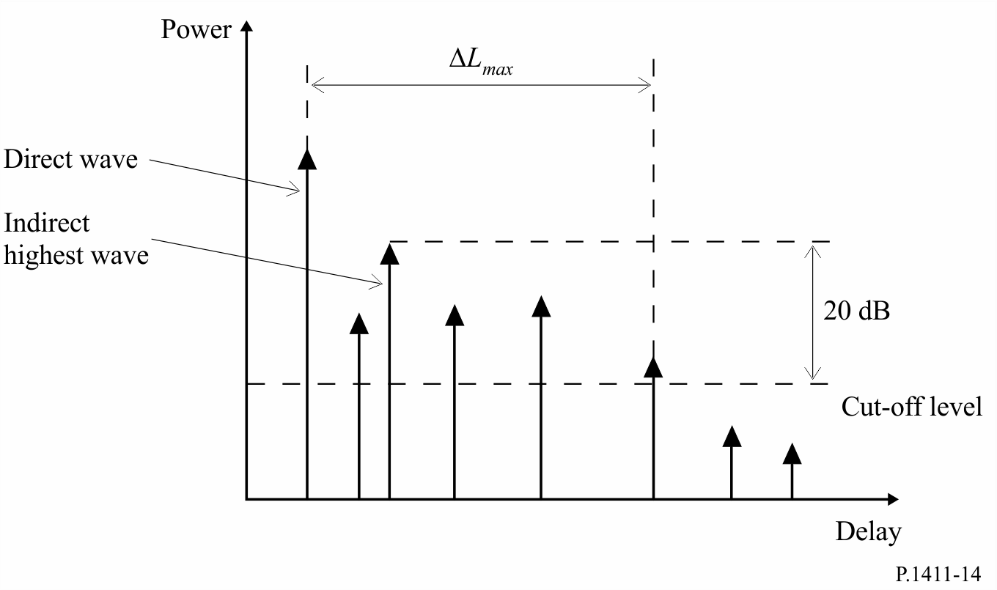 Power
ΔLmax
Direct wave
Indirect
highest wave
20 dB
Cut-off level
Delay
P.1411-14